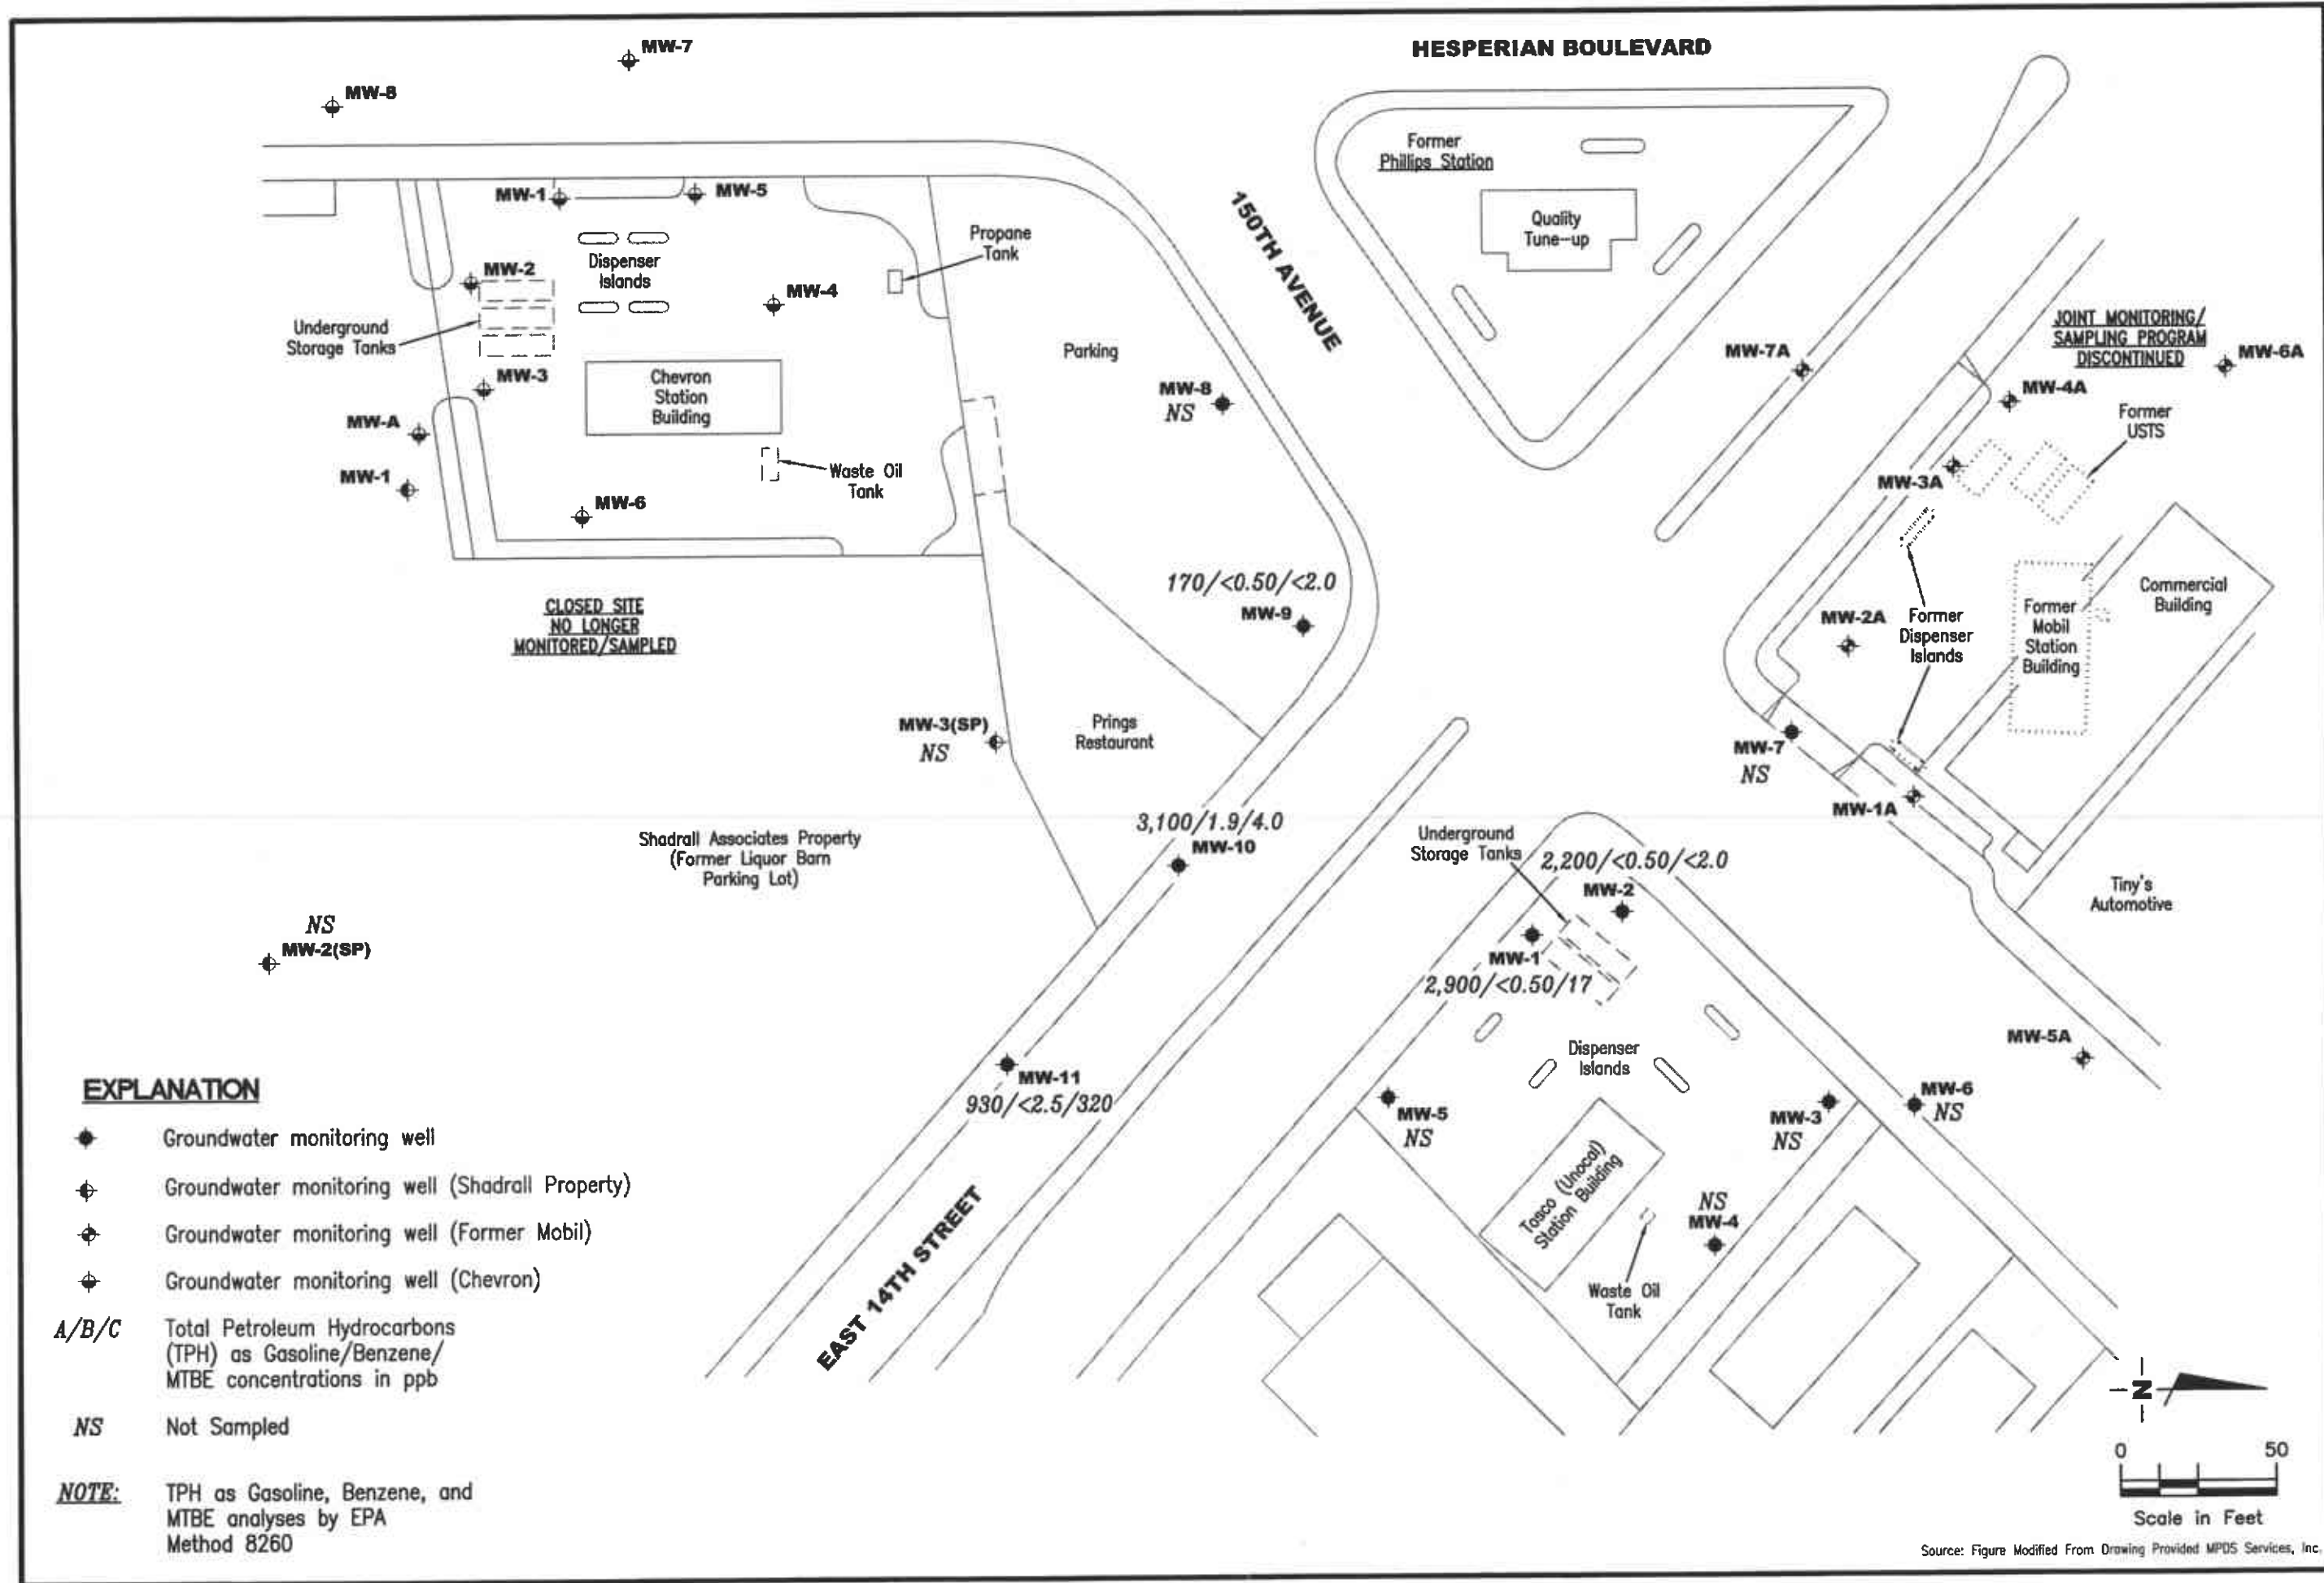 HESPERIAN BOULEVARD
MW-7
MW-8
Former
Phillips Station
Quality
Tune-up
150TH AVENUE
MW-1
MW-5
Propane
Tank
Dispenser
Islands
MW-2
MW-4
Underground
Storage Tanks
MW-3
Chevron
Station
Building
MW-A
MW-1
Waste Oil
Tank
MW-6
Parking
MW-8
NS
CLOSED SITE
NO LONGER
MONITORED/SAMPLED
170/<0.50/<2.0
MW-9
MW-7A
JOINT MONITORING/
SAMPLING PROGRAM
DISCONTINUED
MW-6A
MW-4A
Former
USTS
MW-3A
Commercial
Building
MW-2A
Former
Dispenser
Islands
Former
Mobil
Station
Building
MW-7
NS
MW-1A
Tiny's
Automotive
MW-3(SP)
NS
Prings
Restaurant
3,100/1.9/4.0
MW-10
Shadrall Associates Property
(Former Liquor Barn
Parking Lot)
NS
MW-2(SP)
Underground
Storage Tanks
2,200/<0.50/<2.0
MW-2
MW-1
2,900/<0.50/17
Dispenser
Islands
MW-5A
MW-11
930/<2.5/320
MW-5
NS
MW-3
NS
MW-6
NS
Tosco (Unocal)
Station Building
NS
MW-4
Waste Oil
Tank
EAST 14TH STREET
EXPLANATION
Groundwater monitoring well
Groundwater monitoring well (Shadrall Property)
Groundwater monitoring well (Former Mobil)
Groundwater monitoring well (Chevron)
A/B/C Total Petroleum Hydrocarbons
(TPH) as Gasoline/Benzene/
MTBE concentrations in ppb
NS Not Sampled
NOTE: TPH as Gasoline, Benzene, and
MTBE analyses by EPA
Method 8260
N
0 50
Scale in Feet
Source: Figure Modified From Drawing Provided MPDS Services, Inc.